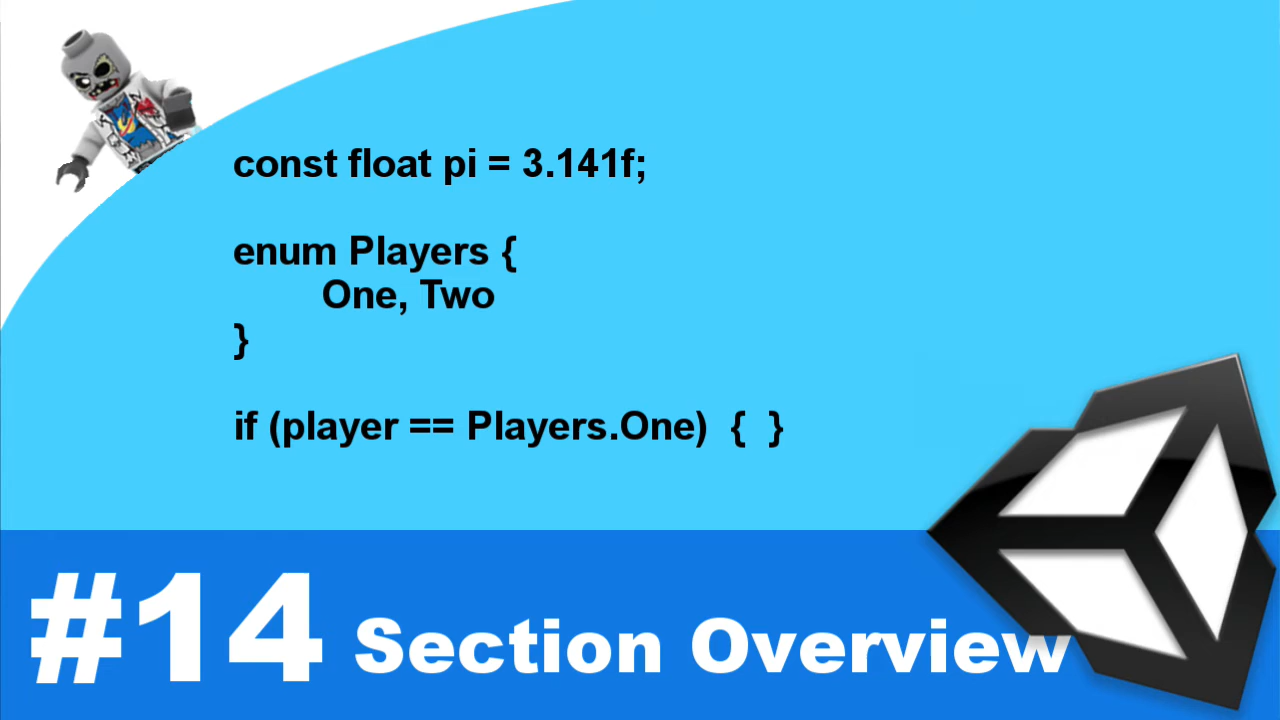 const float pi = 3.141f;
enum Players {
One, Two
}
if (player == Players.One) { }
#14 Section Overview